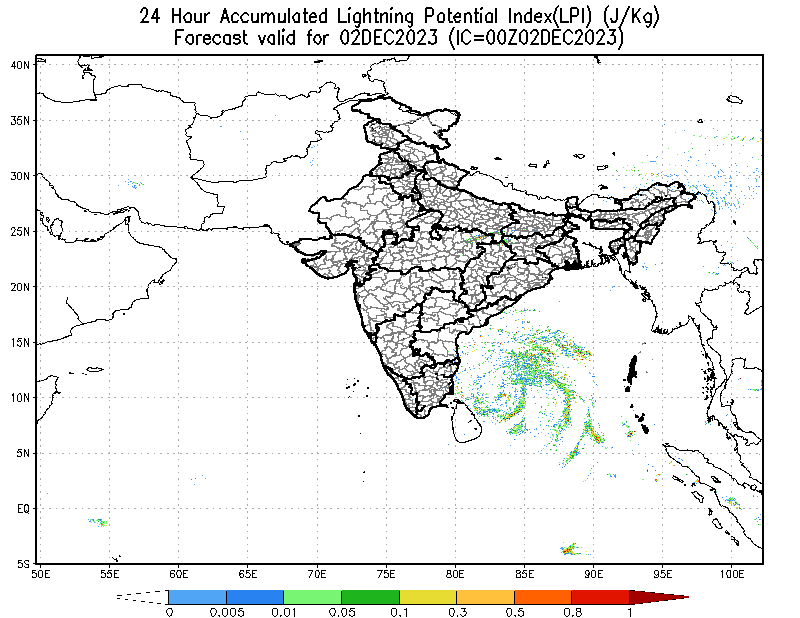 24 Hour Accumulated Lightning Potential Index(LPI) (J/Kg)
Forecast valid for 02DEC2023 (IC=00Z02DEC2023)
40N
35N
30N
25N
20N
15N
10N
5N
EQ
5S
50E 55E 60E 65E 70E 75E 80E 85E 90E 95E 100E
0 0.005 0.01 0.05 0.1 0.3 0.5 0.8 1